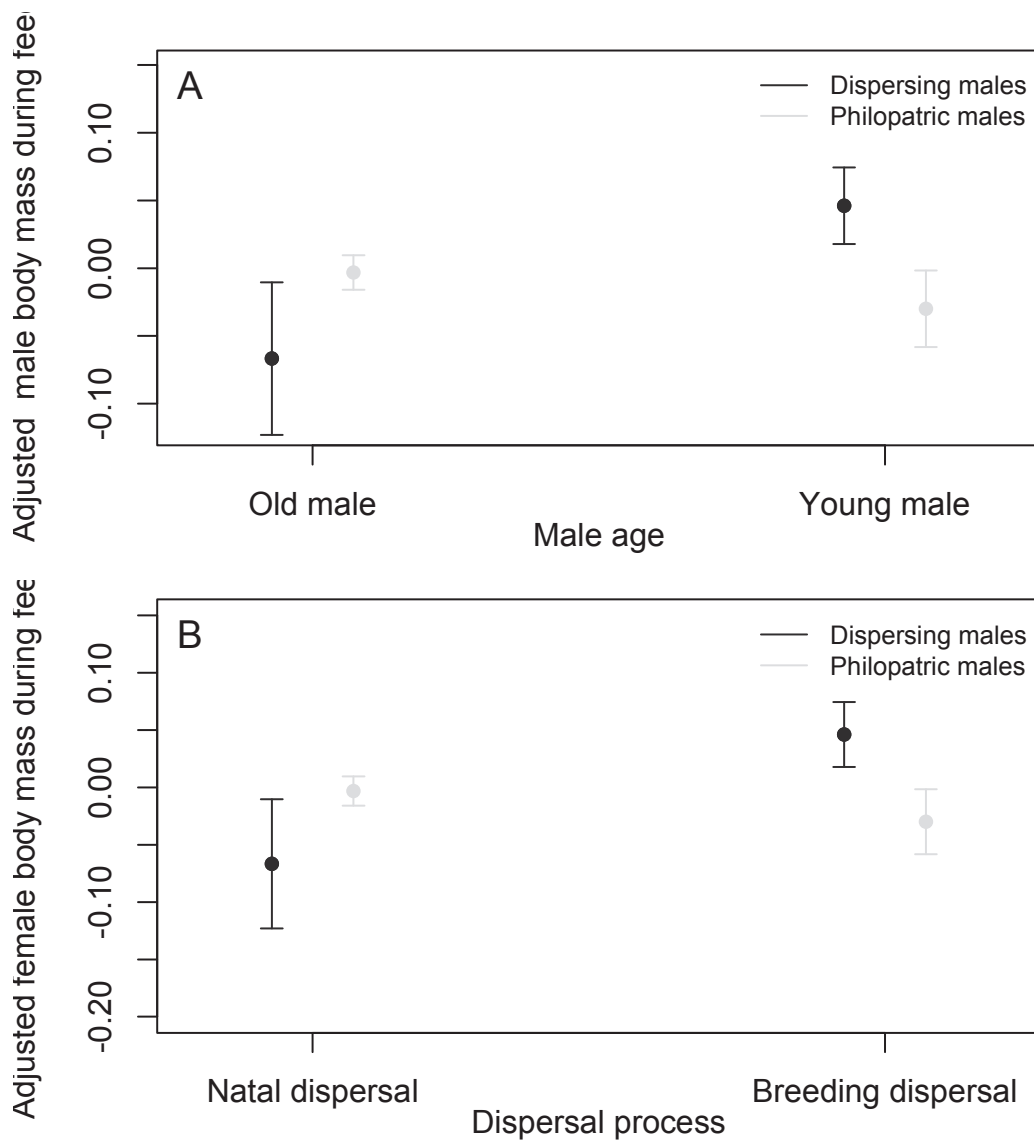 A
Dispersing males
Philopatric males
Adjusted male body mass during fee
0.10
0.00
-0.10
Old male
Young male
Male age
B
Dispersing males
Philopatric males
Adjusted female body mass during fee
0.10
0.00
-0.10
-0.20
Natal dispersal
Breeding dispersal
Dispersal process